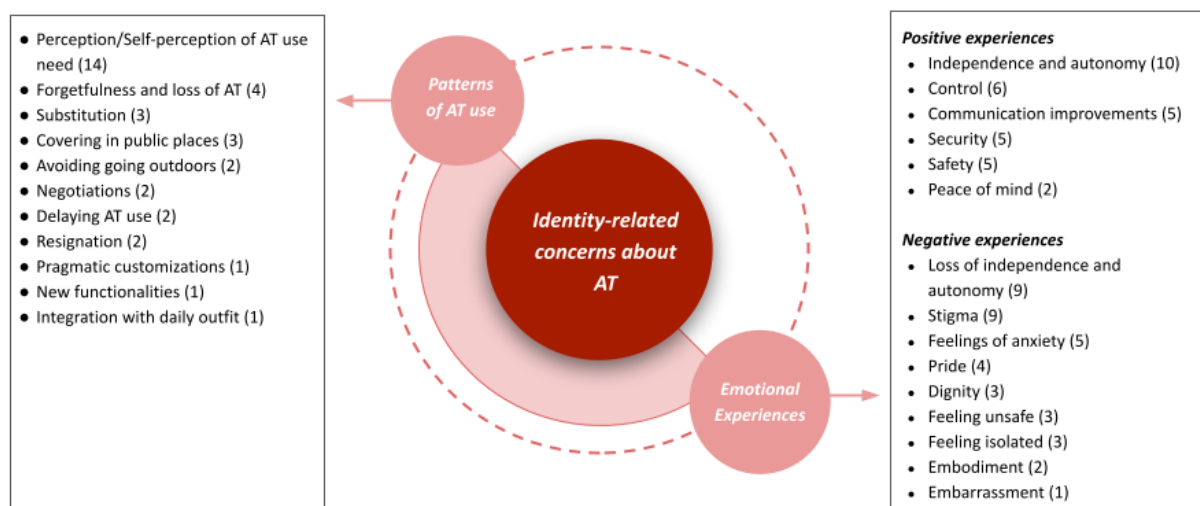 ● Perception/Self-perception of AT use
need (14)
● Forgetfulness and loss of AT (4)
● Substitution (3)
● Covering in public places (3)
● Avoiding going outdoors (2)
● Negotiations (2)
● Delaying AT use (2)
● Resignation (2)
● Pragmatic customizations (1)
● New functionalities (1)
● Integration with daily outfit (1)
Patterns
of AT use
Identity-related
concerns about
AT
Emotional
Experiences
Positive experiences
• Independence and autonomy (10)
• Control (6)
• Communication improvements (5)
• Security (5)
• Safety (5)
• Peace of mind (2)
Negative experiences
• Loss of independence and
autonomy (9)
• Stigma (9)
• Feelings of anxiety (5)
• Pride (4)
• Dignity (3)
• Feeling unsafe (3)
• Feeling isolated (3)
• Embodiment (2)
• Embarrassment (1)